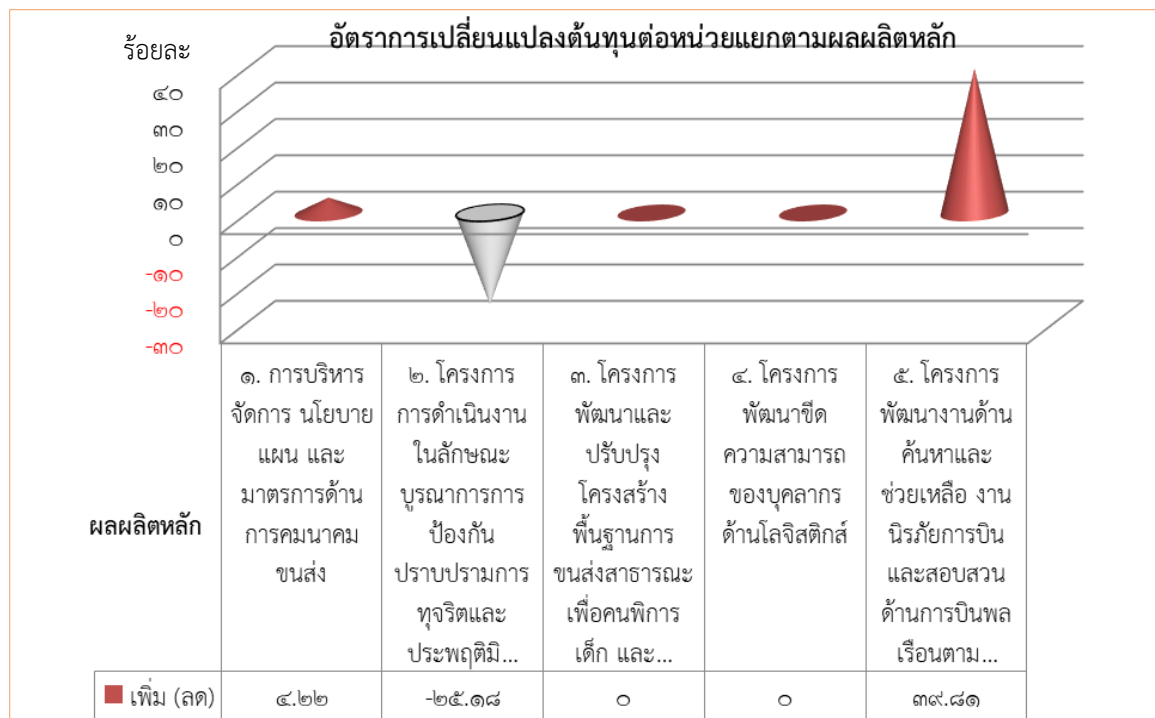 อัตราการเปลี่ยนแปลงต้นทุนต่อหน่วยแยกตามผลผลิตหลัก
ร้อยละ
๔๐
๓๐
๒๐
๑๐
๐
-๑๐
-๒๐
-๓๐
ผลผลิตหลัก
๑. การบริหาร
จัดการ นโยบาย
แผน และ
มาตรการด้าน
การคมนาคม
ขนส่ง
๒. โครงการ
การดำเนินงาน
ในลักษณะ
บูรณาการการ
ป้องกัน
ปราบปรามการ
ทุจริตและ
ประพฤติมิ...
๓. โครงการ
พัฒนาและ
ปรับปรุง
โครงสร้าง
พื้นฐานการ
ขนส่งสาธารณะ
เพื่อคนพิการ
เด็ก และ...
๔. โครงการ
พัฒนาขีด
ความสามารถ
ของบุคลากร
ด้านโลจิสติกส์
๕. โครงการ
พัฒนางานด้าน
ค้นหาและ
ช่วยเหลือ งาน
นิรภัยการบิน
และสอบสวน
ด้านการบินพล
เรือนตาม...
เพิ่ม (ลด) ๔.๒๒ -๒๕.๑๘ ๐ ๐ ๓๙.๘๑